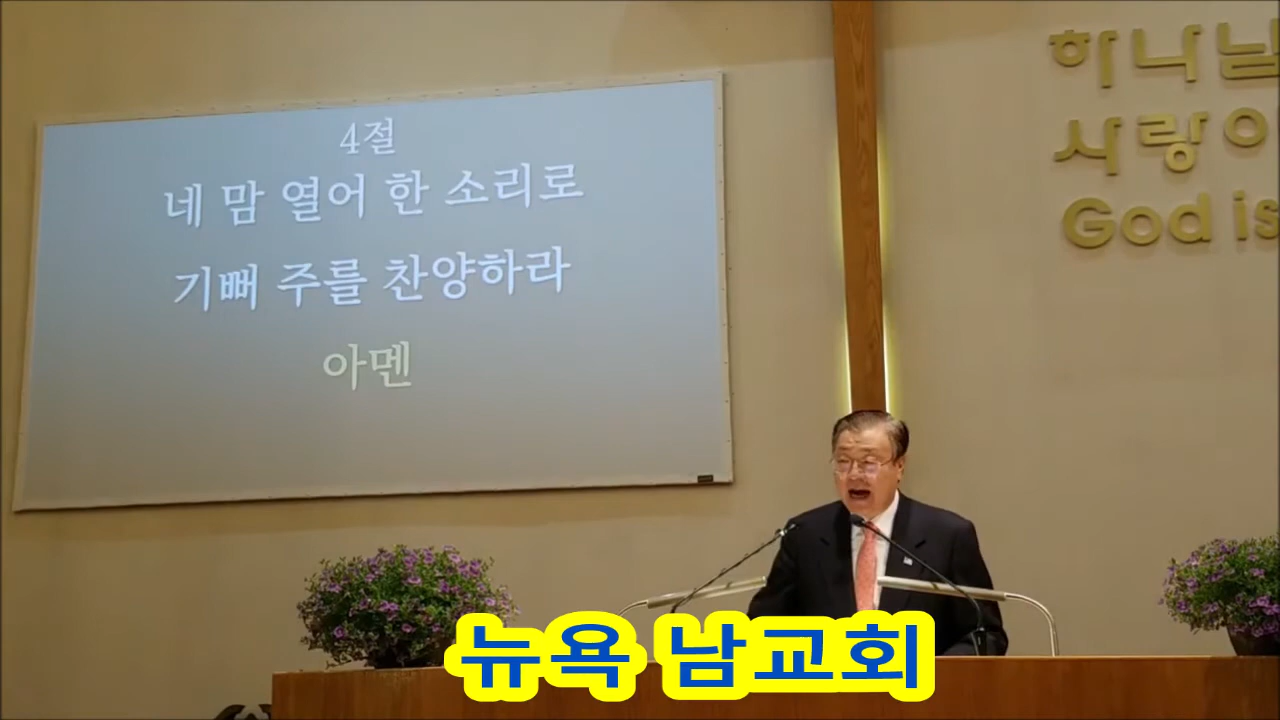 4절
네 맘 열어 한 소리로
기뻐 주를 찬양하라
아멘
하나님
사랑이
God is
뉴욕 남교회